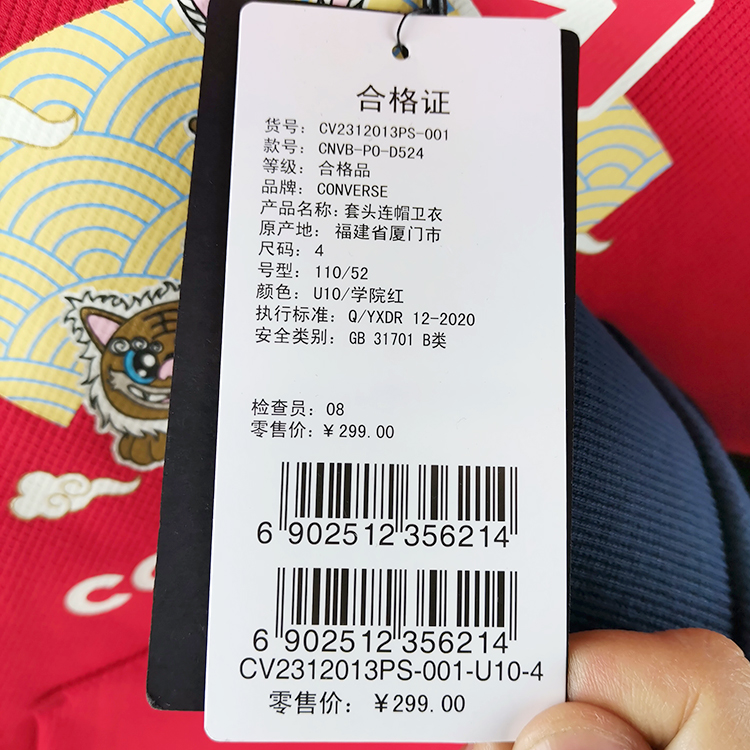 合格证
货号: CV2312013PS-001
款号: CNVB-PO-D524
等级: 合格品
品牌: CONVERSE
产品名称: 套头连帽卫衣
原产地: 福建省厦门市
尺码: 4
号型: 110/52
颜色: U10/学院红
执行标准: Q/YXDR 12-2020
安全类别: GB 31701 B类
检查员: 08
零售价: ¥299.00
6 902512 356214
6 902512 356214
CV2312013PS-001-U10-4
零售价: ¥299.00